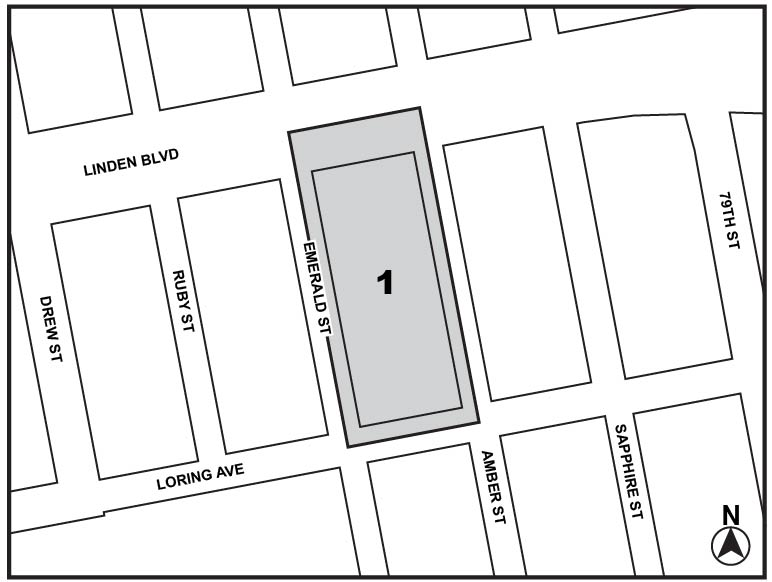 LINDEN BLVD
79TH ST
EMERALD ST
1
RUBY ST
DREW ST
LORING AVE
AMBER ST
SAPPHIRE ST
N